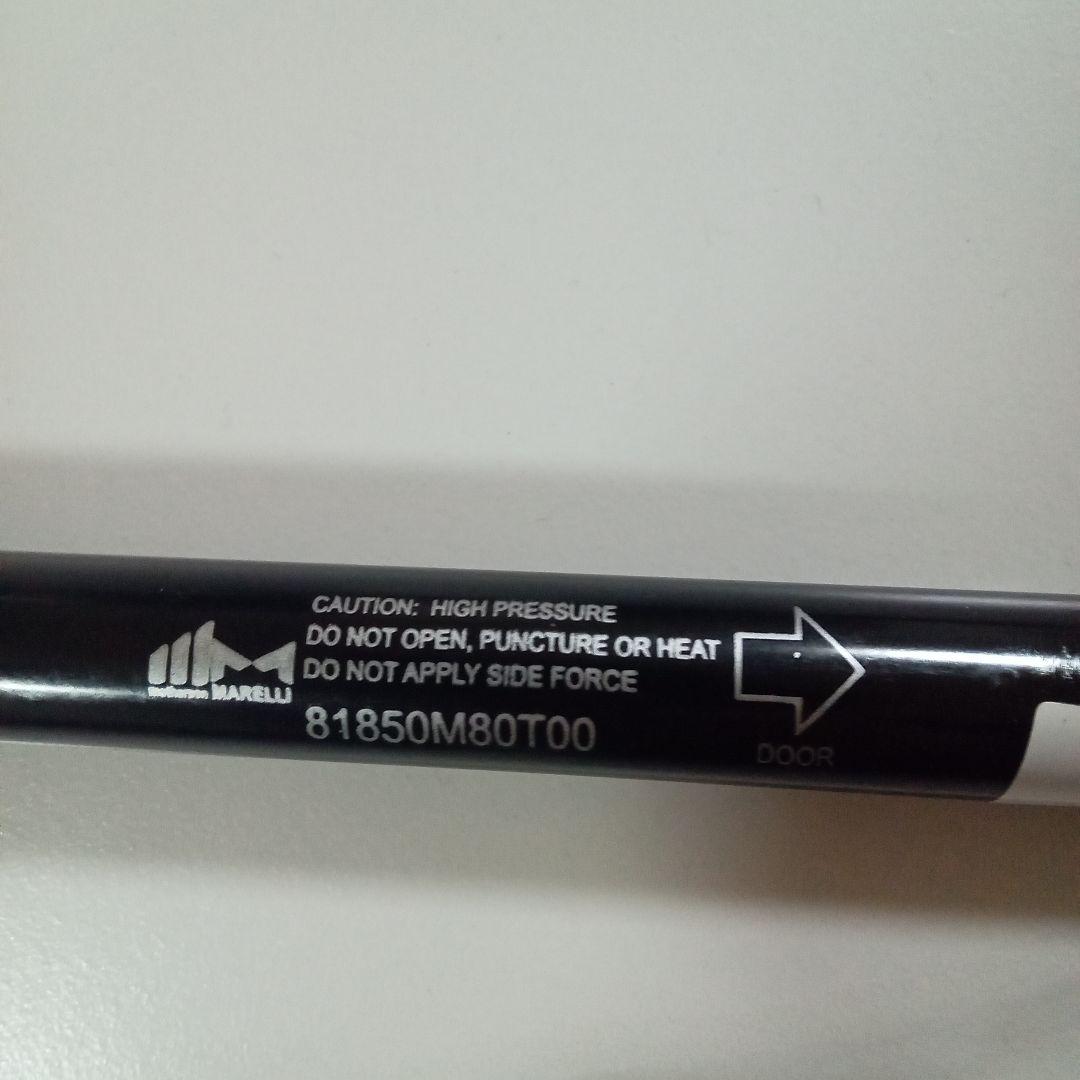 CAUTION: HIGH PRESSURE
DO NOT OPEN, PUNCTURE OR HEAT
DO NOT APPLY SIDE FORCE
81850M80T00
MARELLI
DOOR